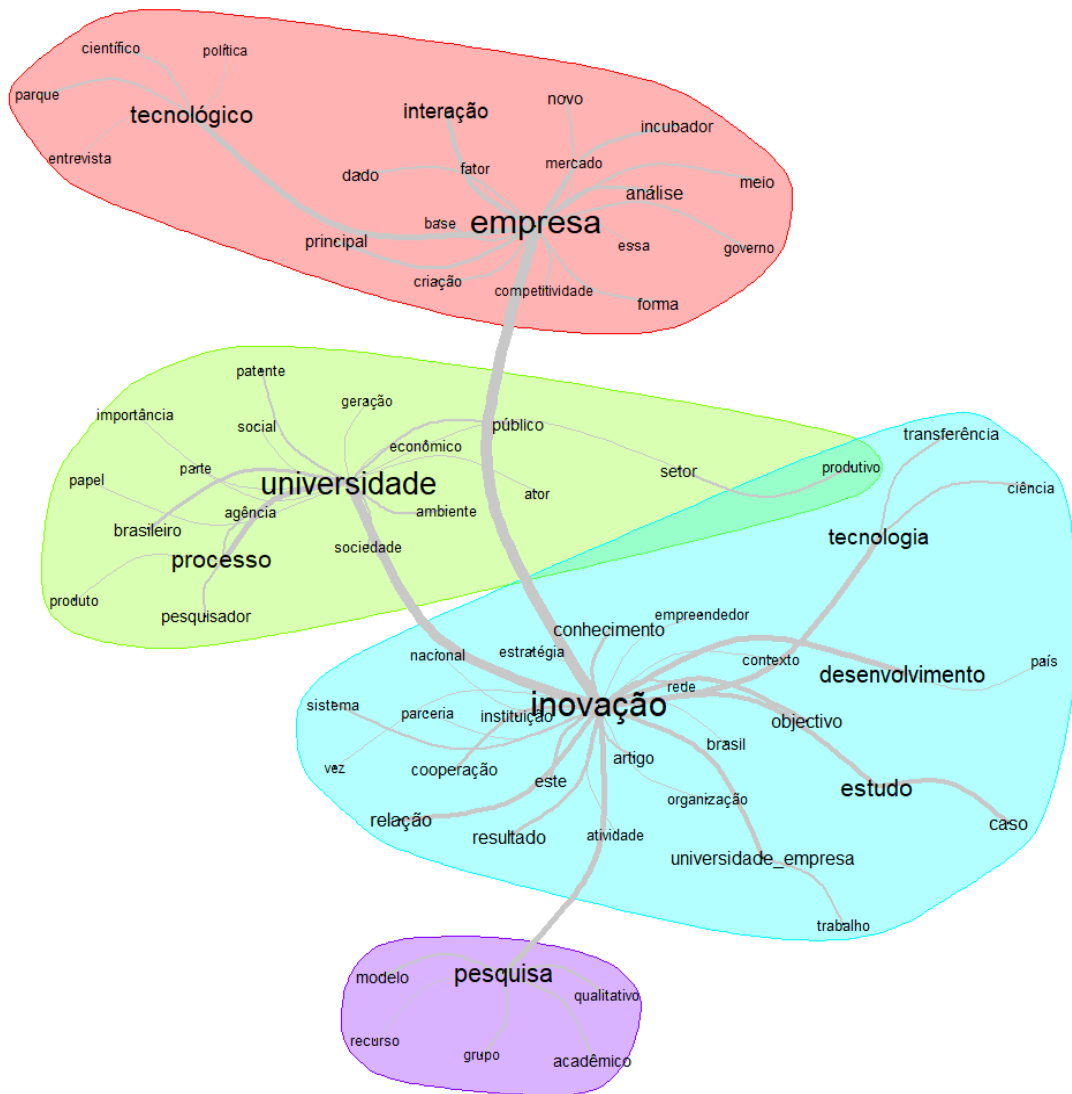 científico
política
parque
tecnológico
entrevista
interação
novo
incubador
mercado
dado
fator
análise
meio
base
empresa
principal
essa
governo
criação
competitividade
forma
patente
importância
geração
social
público
econômico
papel
parte
universidade
setor
produtivo
ator
agência
ambiente
brasileiro
sociedade
processo
produto
pesquisador
transferência
ciência
tecnologia
empreendedor
conhecimento
nacional
estratégia
contexto
país
desenvolvimento
rede
sistema
inovação
parceria
instituição
objectivo
brasil
artigo
vez
cooperação
este
estudo
organização
relação
resultado
atividade
caso
universidade_empresa
trabalho
modelo
pesquisa
qualitativo
recurso
grupo
acadêmico